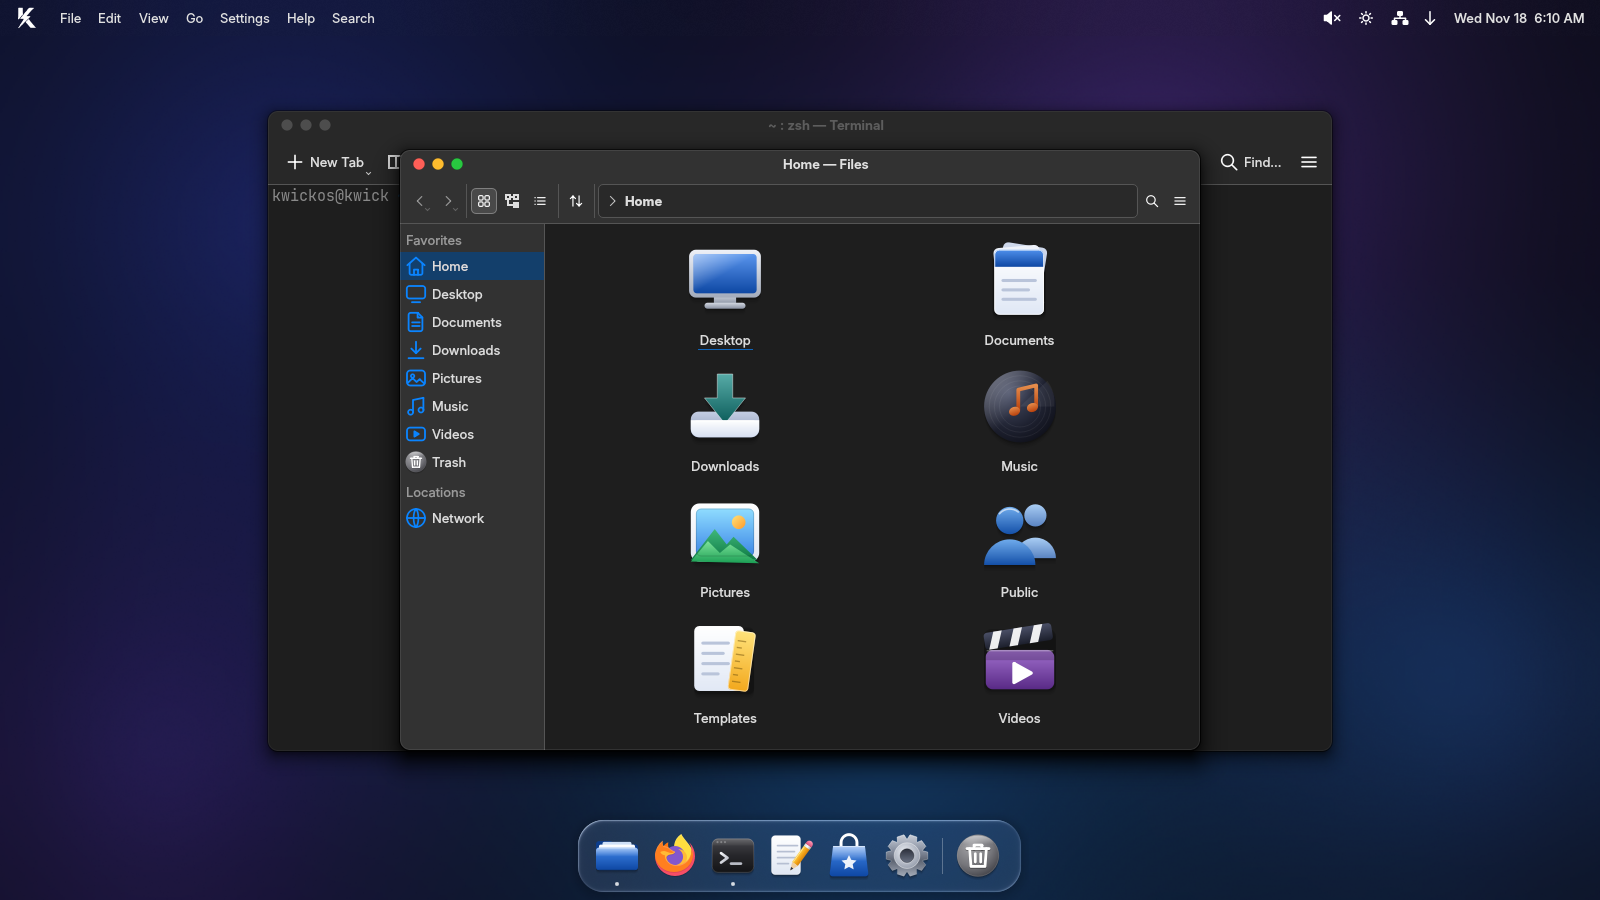 File Edit View Go Settings Help Search
Wed Nov 18 6:10 AM
~ : zsh — Terminal
New Tab
Find...
kwickos@kwick
Home — Files
Home
Favorites
Home
Desktop
Documents
Downloads
Pictures
Music
Videos
Trash
Locations
Network
Desktop
Documents
Downloads
Music
Pictures
Public
Templates
Videos